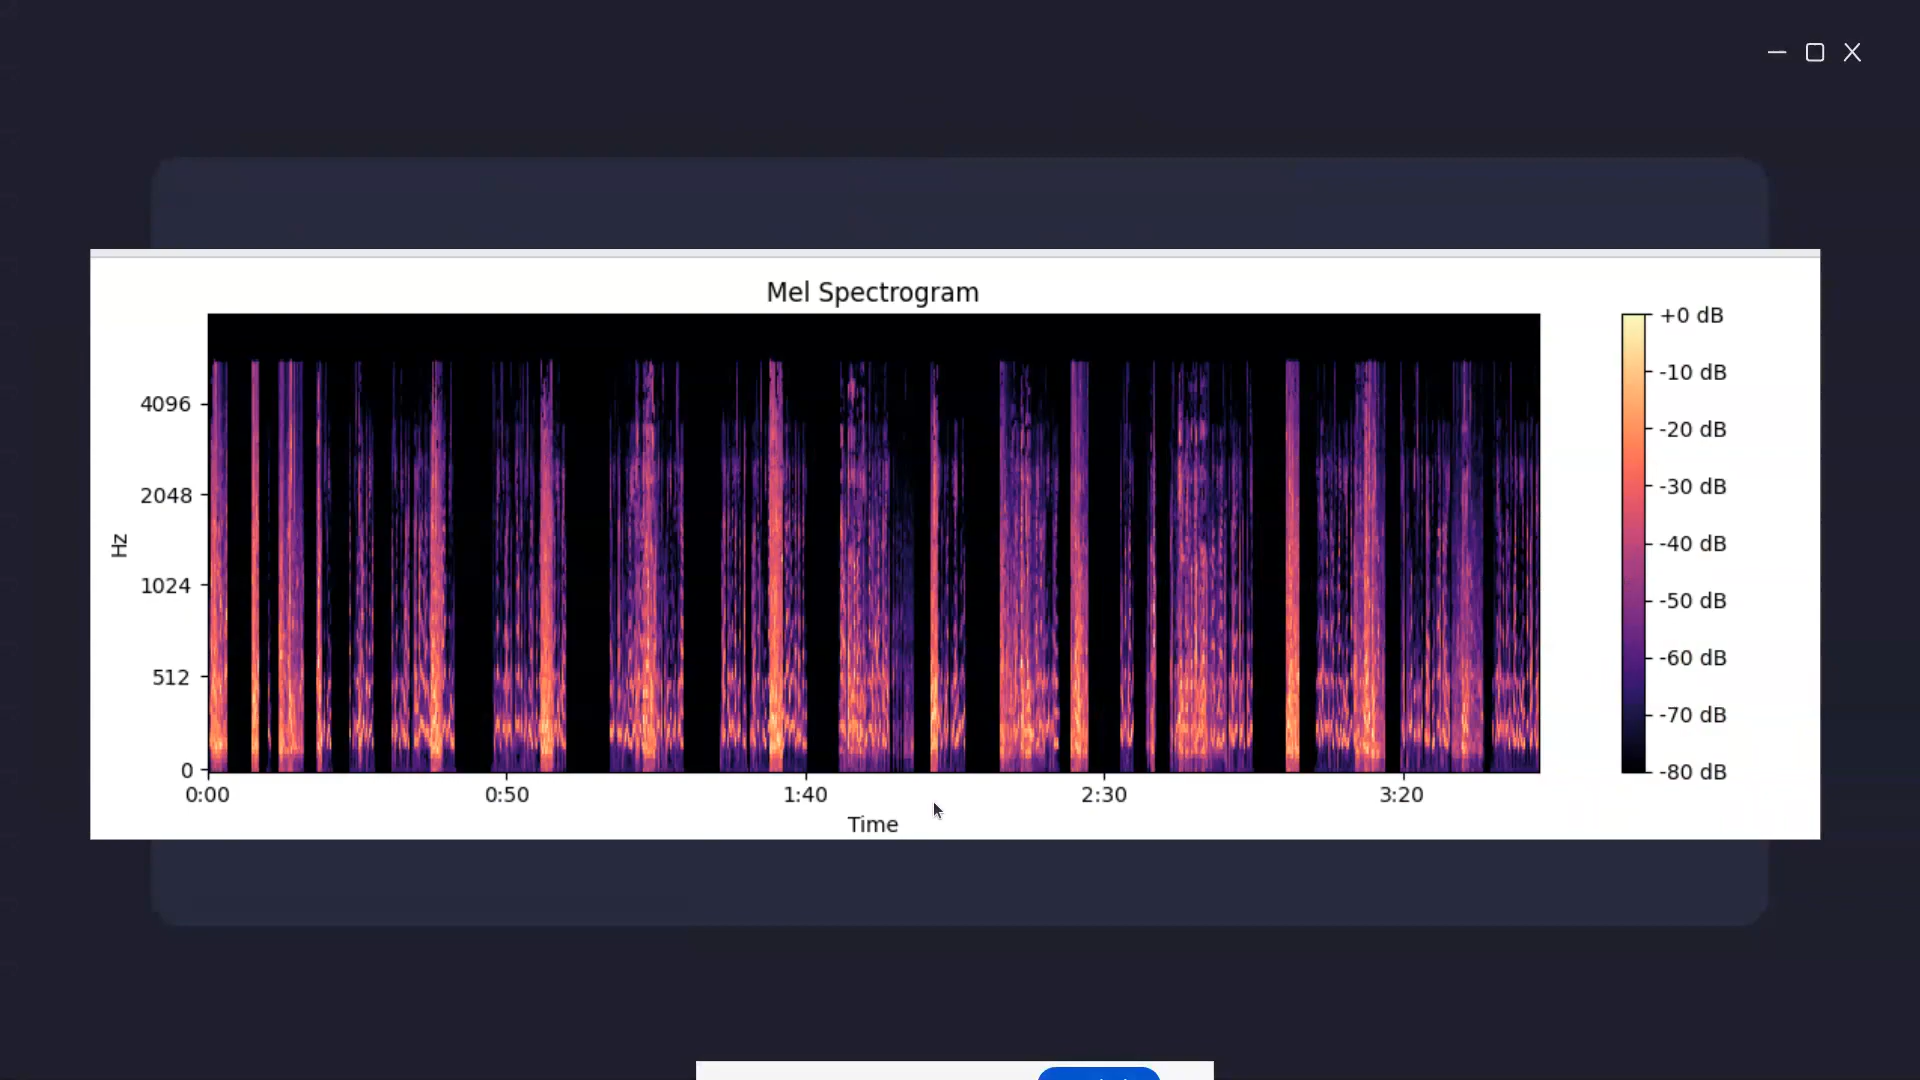 Mel Spectrogram
+0 dB
-10 dB
-20 dB
-30 dB
-40 dB
-50 dB
-60 dB
-70 dB
-80 dB
4096
2048
1024
512
0
Hz
0:00
0:50
1:40
2:30
3:20
Time